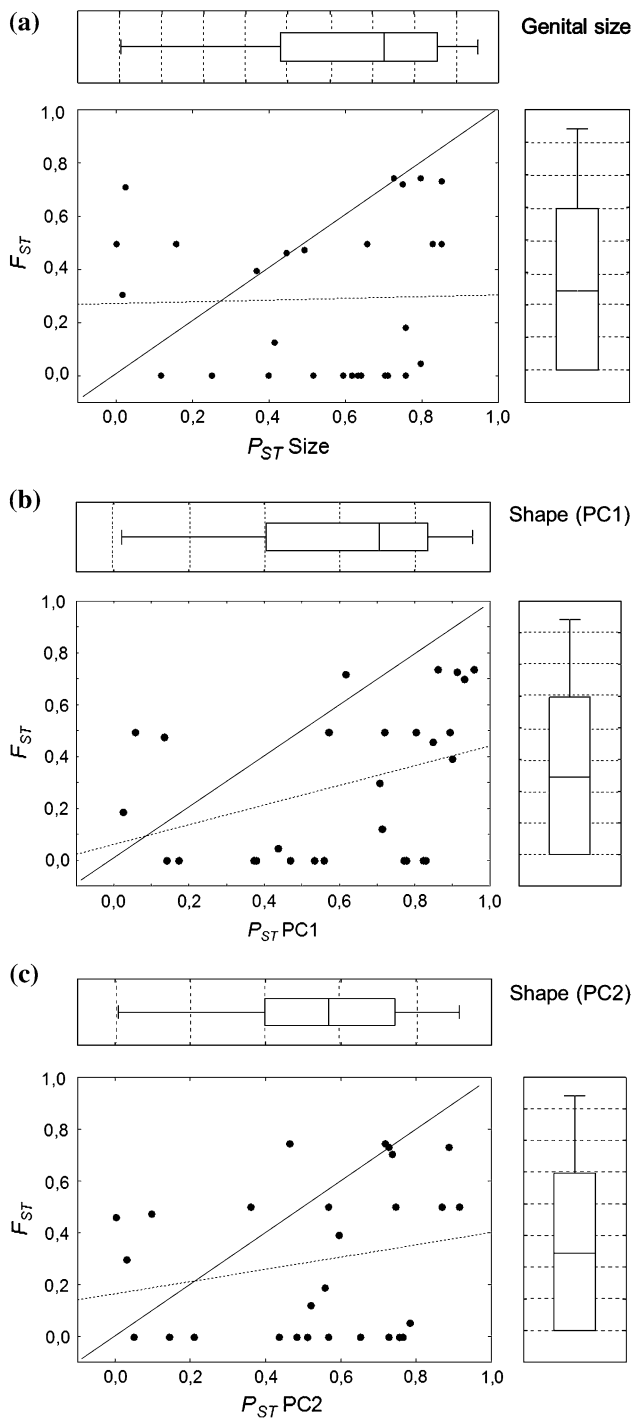 (a)
Genital size
1,0
0,8
0,6
0,4
0,2
0,0
F_ST
0,0 0,2 0,4 0,6 0,8 1,0
P_ST Size
(b)
Shape (PC1)
1,0
0,8
0,6
0,4
0,2
0,0
F_ST
0,0 0,2 0,4 0,6 0,8 1,0
P_ST PC1
(c)
Shape (PC2)
1,0
0,8
0,6
0,4
0,2
0,0
F_ST
0,0 0,2 0,4 0,6 0,8 1,0
P_ST PC2